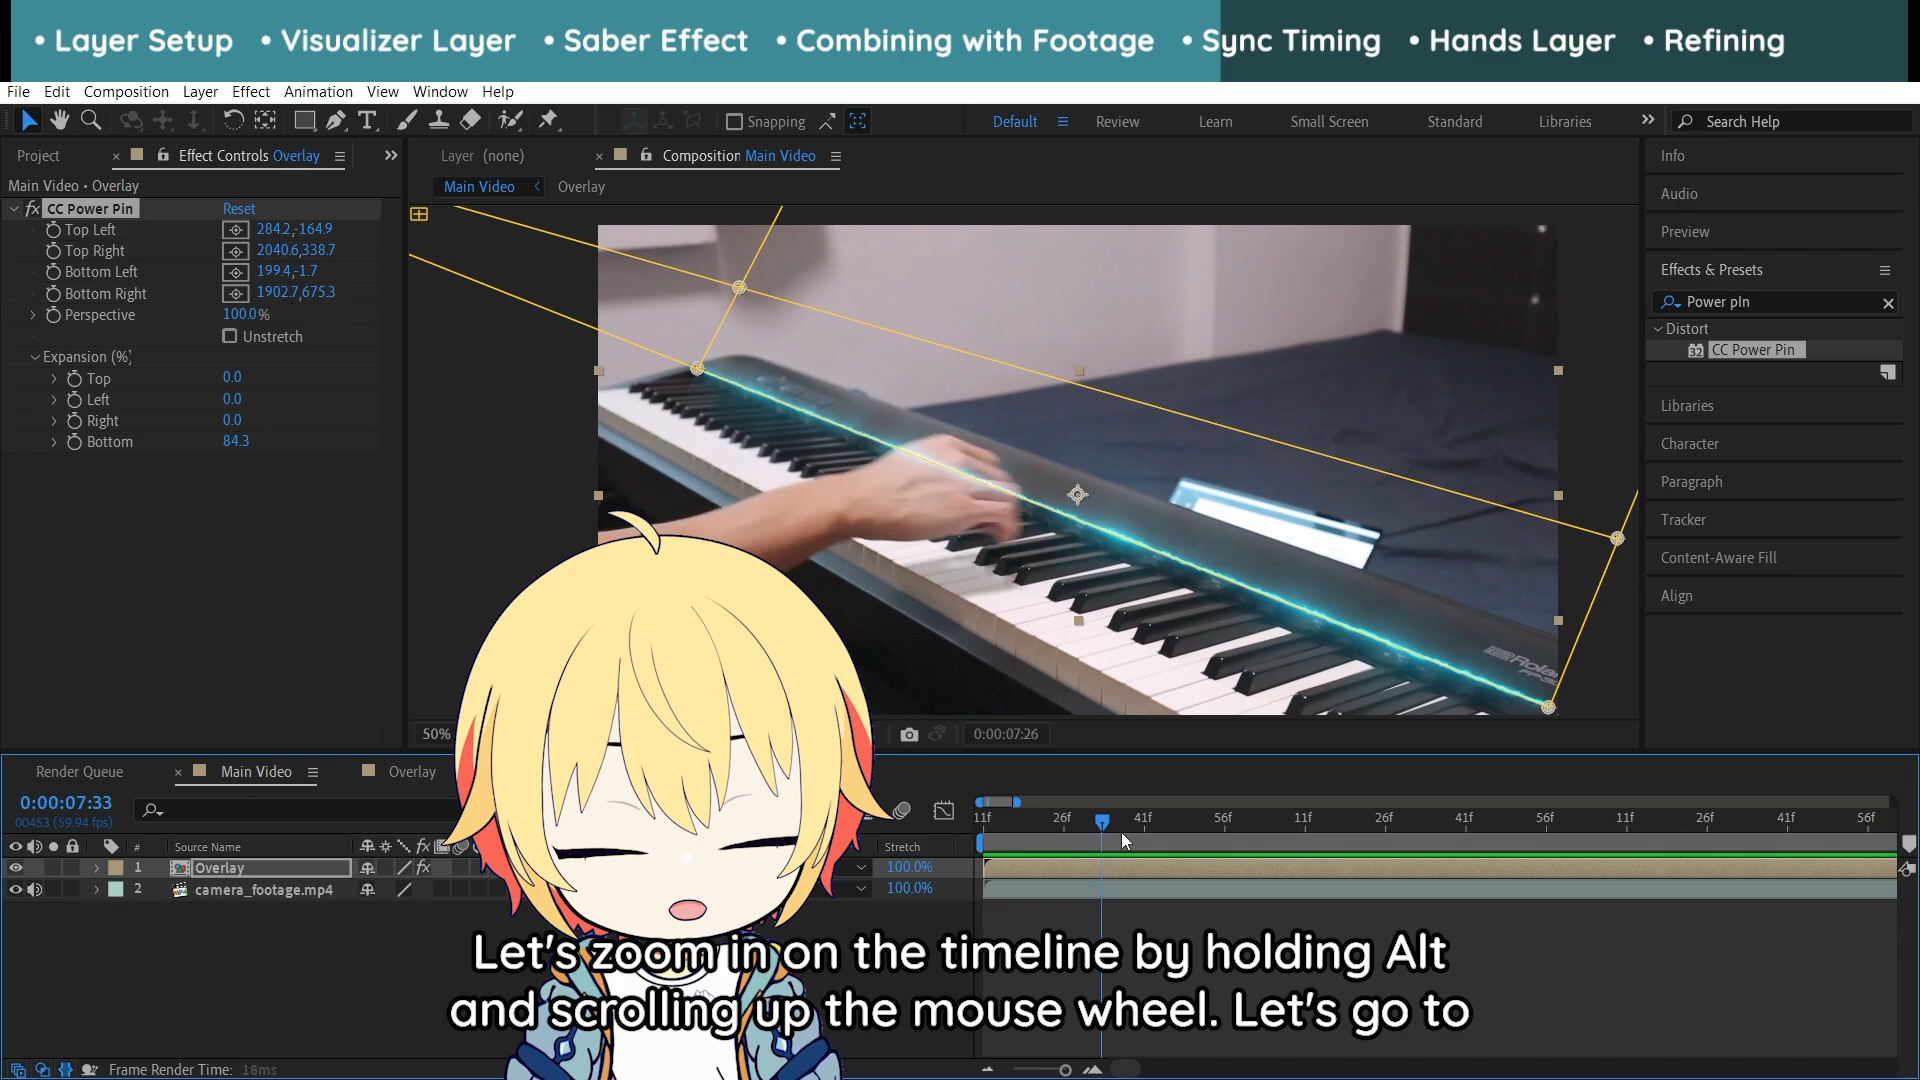 • Layer Setup • Visualizer Layer • Saber Effect • Combining with Footage • Sync Timing • Hands Layer • Refining
File Edit Composition Layer Effect Animation View Window Help
Snapping Default Review Learn Small Screen Standard Libraries Search Help
Project Effect Controls Overlay
Main Video • Overlay
fx CC Power Pin Reset
Top Left 284.2,-164.9
Top Right 2040.6,338.7
Bottom Left 199.4,-1.7
Bottom Right 1902.7,675.3
Perspective 100.0%
Unstretch
Expansion (%)
Top 0.0
Left 0.0
Right 0.0
Bottom 84.3
Layer (none) Composition Main Video
Main Video Overlay
Roland
50% 0:00:07:26
Info
Audio
Preview
Effects & Presets
Power pIn
Distort
32 CC Power Pin
Libraries
Character
Paragraph
Tracker
Content-Aware Fill
Align
Render Queue Main Video Overlay
0:00:07:33
00453 (59.94 fps)
11f 26f 41f 56f 11f 26f 41f 56f 11f 26f 41f 56f
# Source Name fx Stretch
1 Overlay fx 100.0%
2 camera_footage.mp4 100.0%
Let's zoom in on the timeline by holding Alt
and scrolling up the mouse wheel. Let's go to
Frame Render Time: 18ms